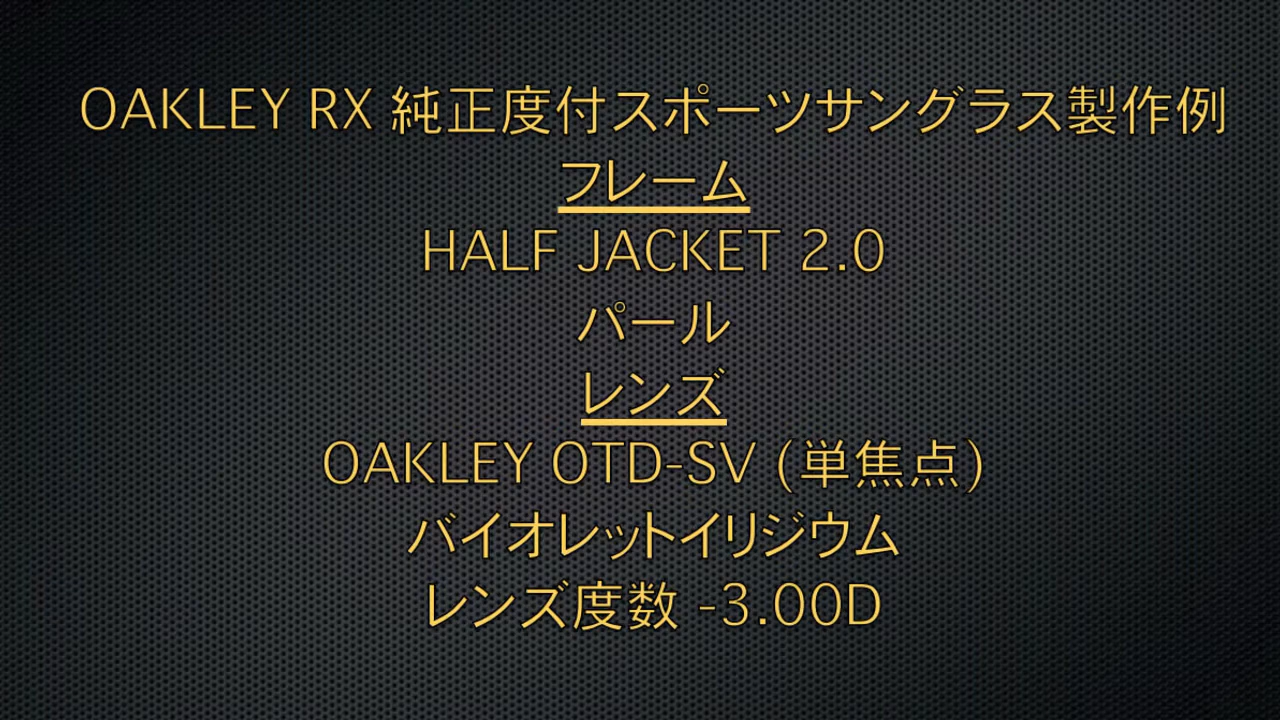 OAKLEY RX 純正度付スポーツサングラス製作例
フレーム
HALF JACKET 2.0
パール
レンズ
OAKLEY OTD-SV (単焦点)
バイオレットイリジウム
レンズ度数 -3.00D